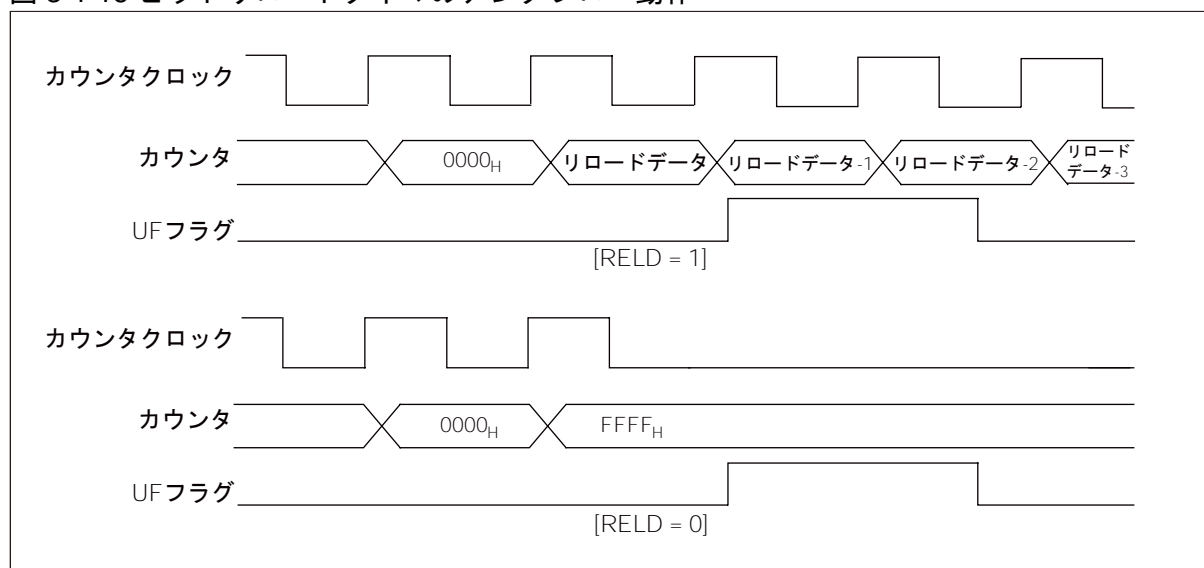 カウンタクロック
カウンタ
0000H
リロードデータ
リロードデータ-1
リロードデータ-2
リロード
データ-3
UFフラグ
[RELD = 1]
カウンタクロック
カウンタ
0000H
FFFFH
UFフラグ
[RELD = 0]